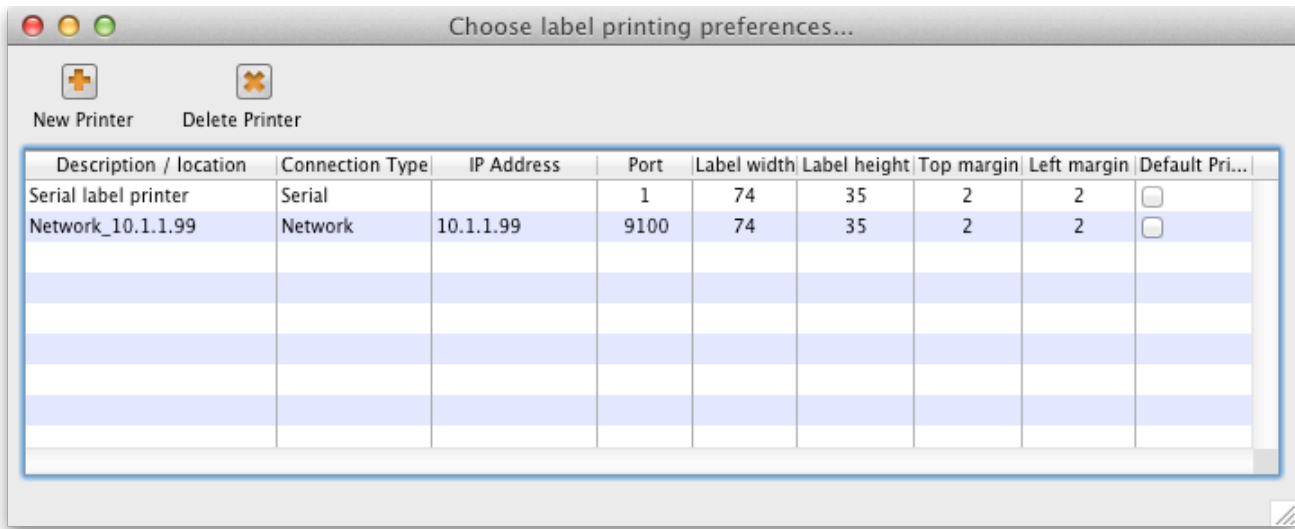 Choose label printing preferences...
New Printer Delete Printer
Description / location Connection Type IP Address Port Label width Label height Top margin Left margin Default Pri...
Serial label printer Serial 1 74 35 2 2
Network_10.1.1.99 Network 10.1.1.99 9100 74 35 2 2